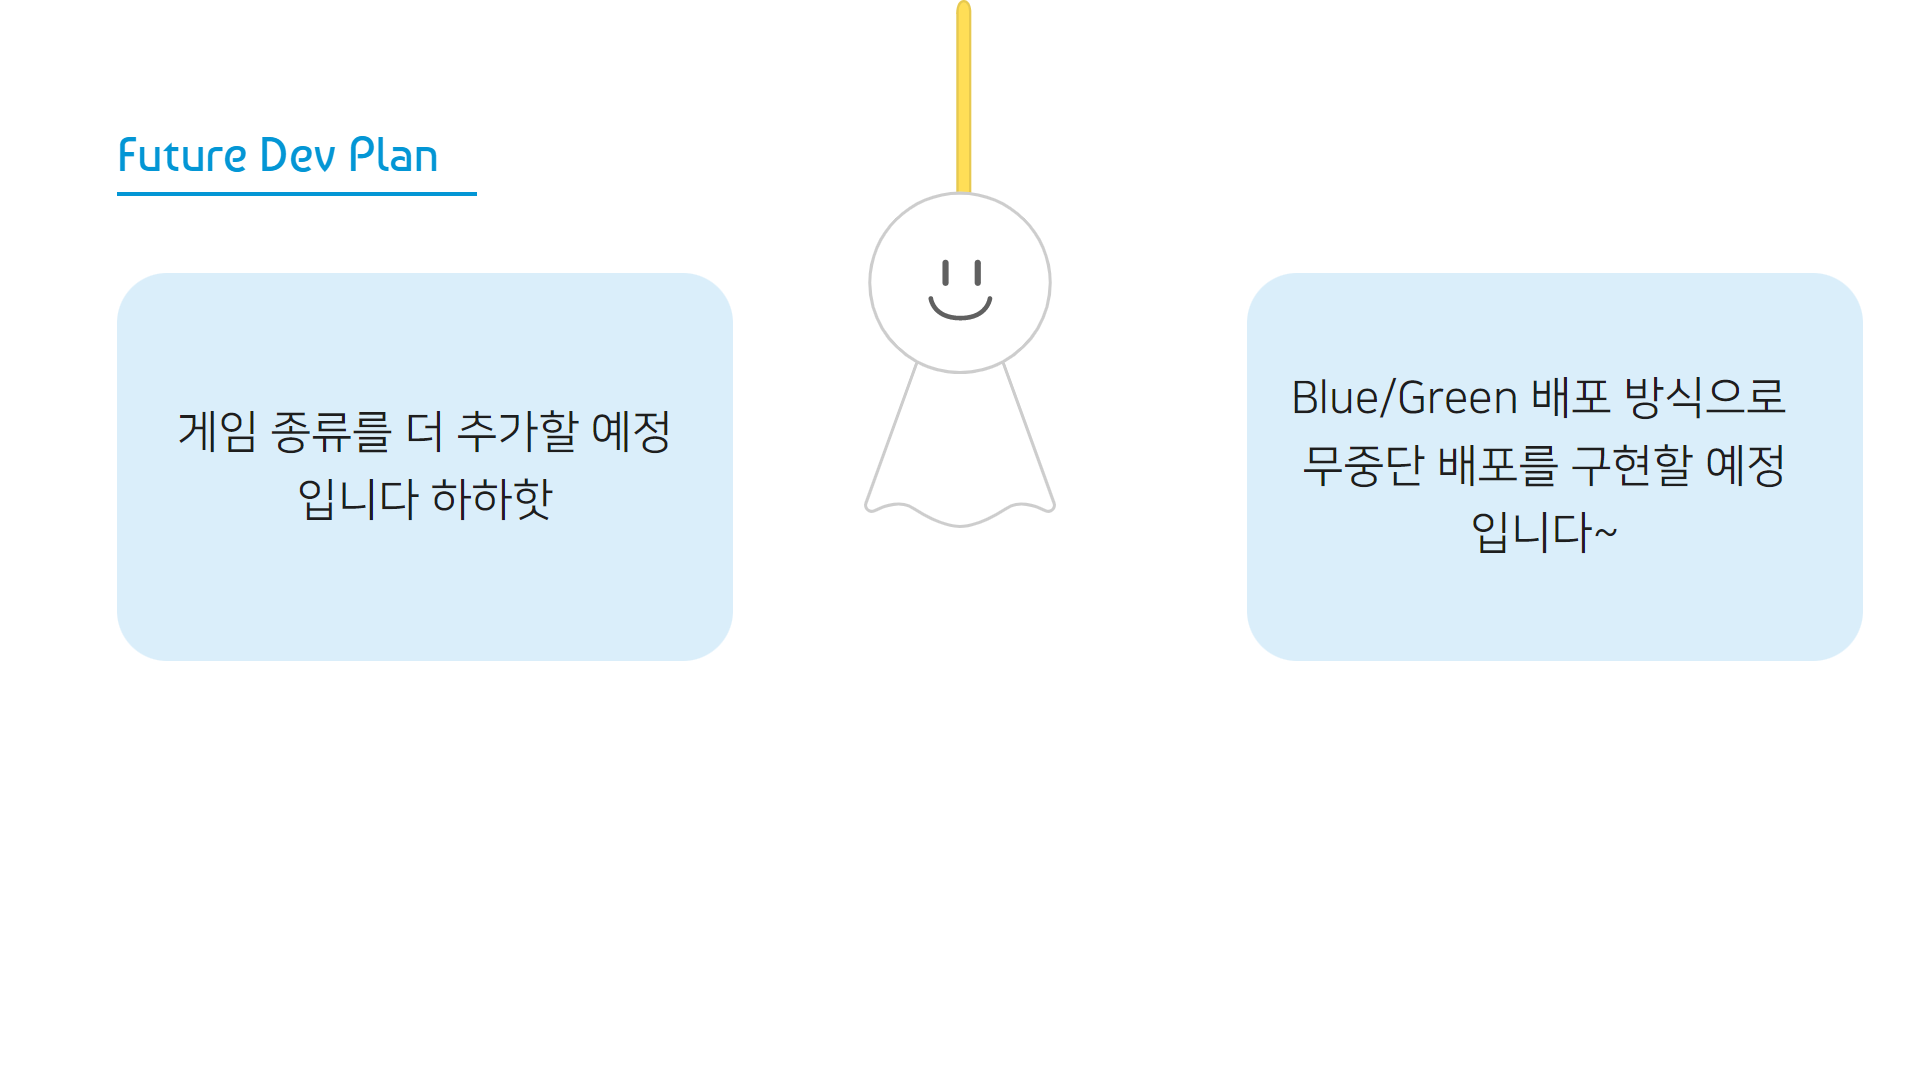 Future Dev Plan
게임 종류를 더 추가할 예정
입니다 하하핫
Blue/Green 배포 방식으로
무중단 배포를 구현할 예정
입니다~